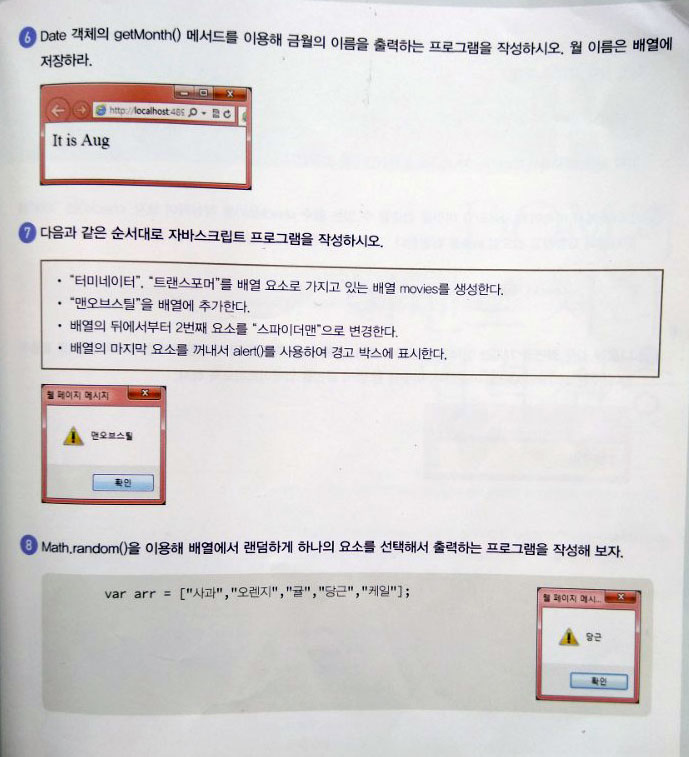 6 Date 객체의 getMonth() 메서드를 이용해 금월의 이름을 출력하는 프로그램을 작성하시오. 월 이름은 배열에
저장하라.
http://localhost:489
It is Aug
7 다음과 같은 순서대로 자바스크립트 프로그램을 작성하시오.
• "터미네이터", "트랜스포머"를 배열 요소로 가지고 있는 배열 movies를 생성한다.
• "맨오브스틸"을 배열에 추가한다.
• 배열의 뒤에서부터 2번째 요소를 "스파이더맨"으로 변경한다.
• 배열의 마지막 요소를 꺼내서 alert()를 사용하여 경고 박스에 표시한다.
웹 페이지 메시지
맨오브스틸
확인
8 Math.random()을 이용해 배열에서 랜덤하게 하나의 요소를 선택해서 출력하는 프로그램을 작성해 보자.
var arr = ["사과","오렌지","귤","당근","케일"];
웹 페이지 메시...
당근
확인